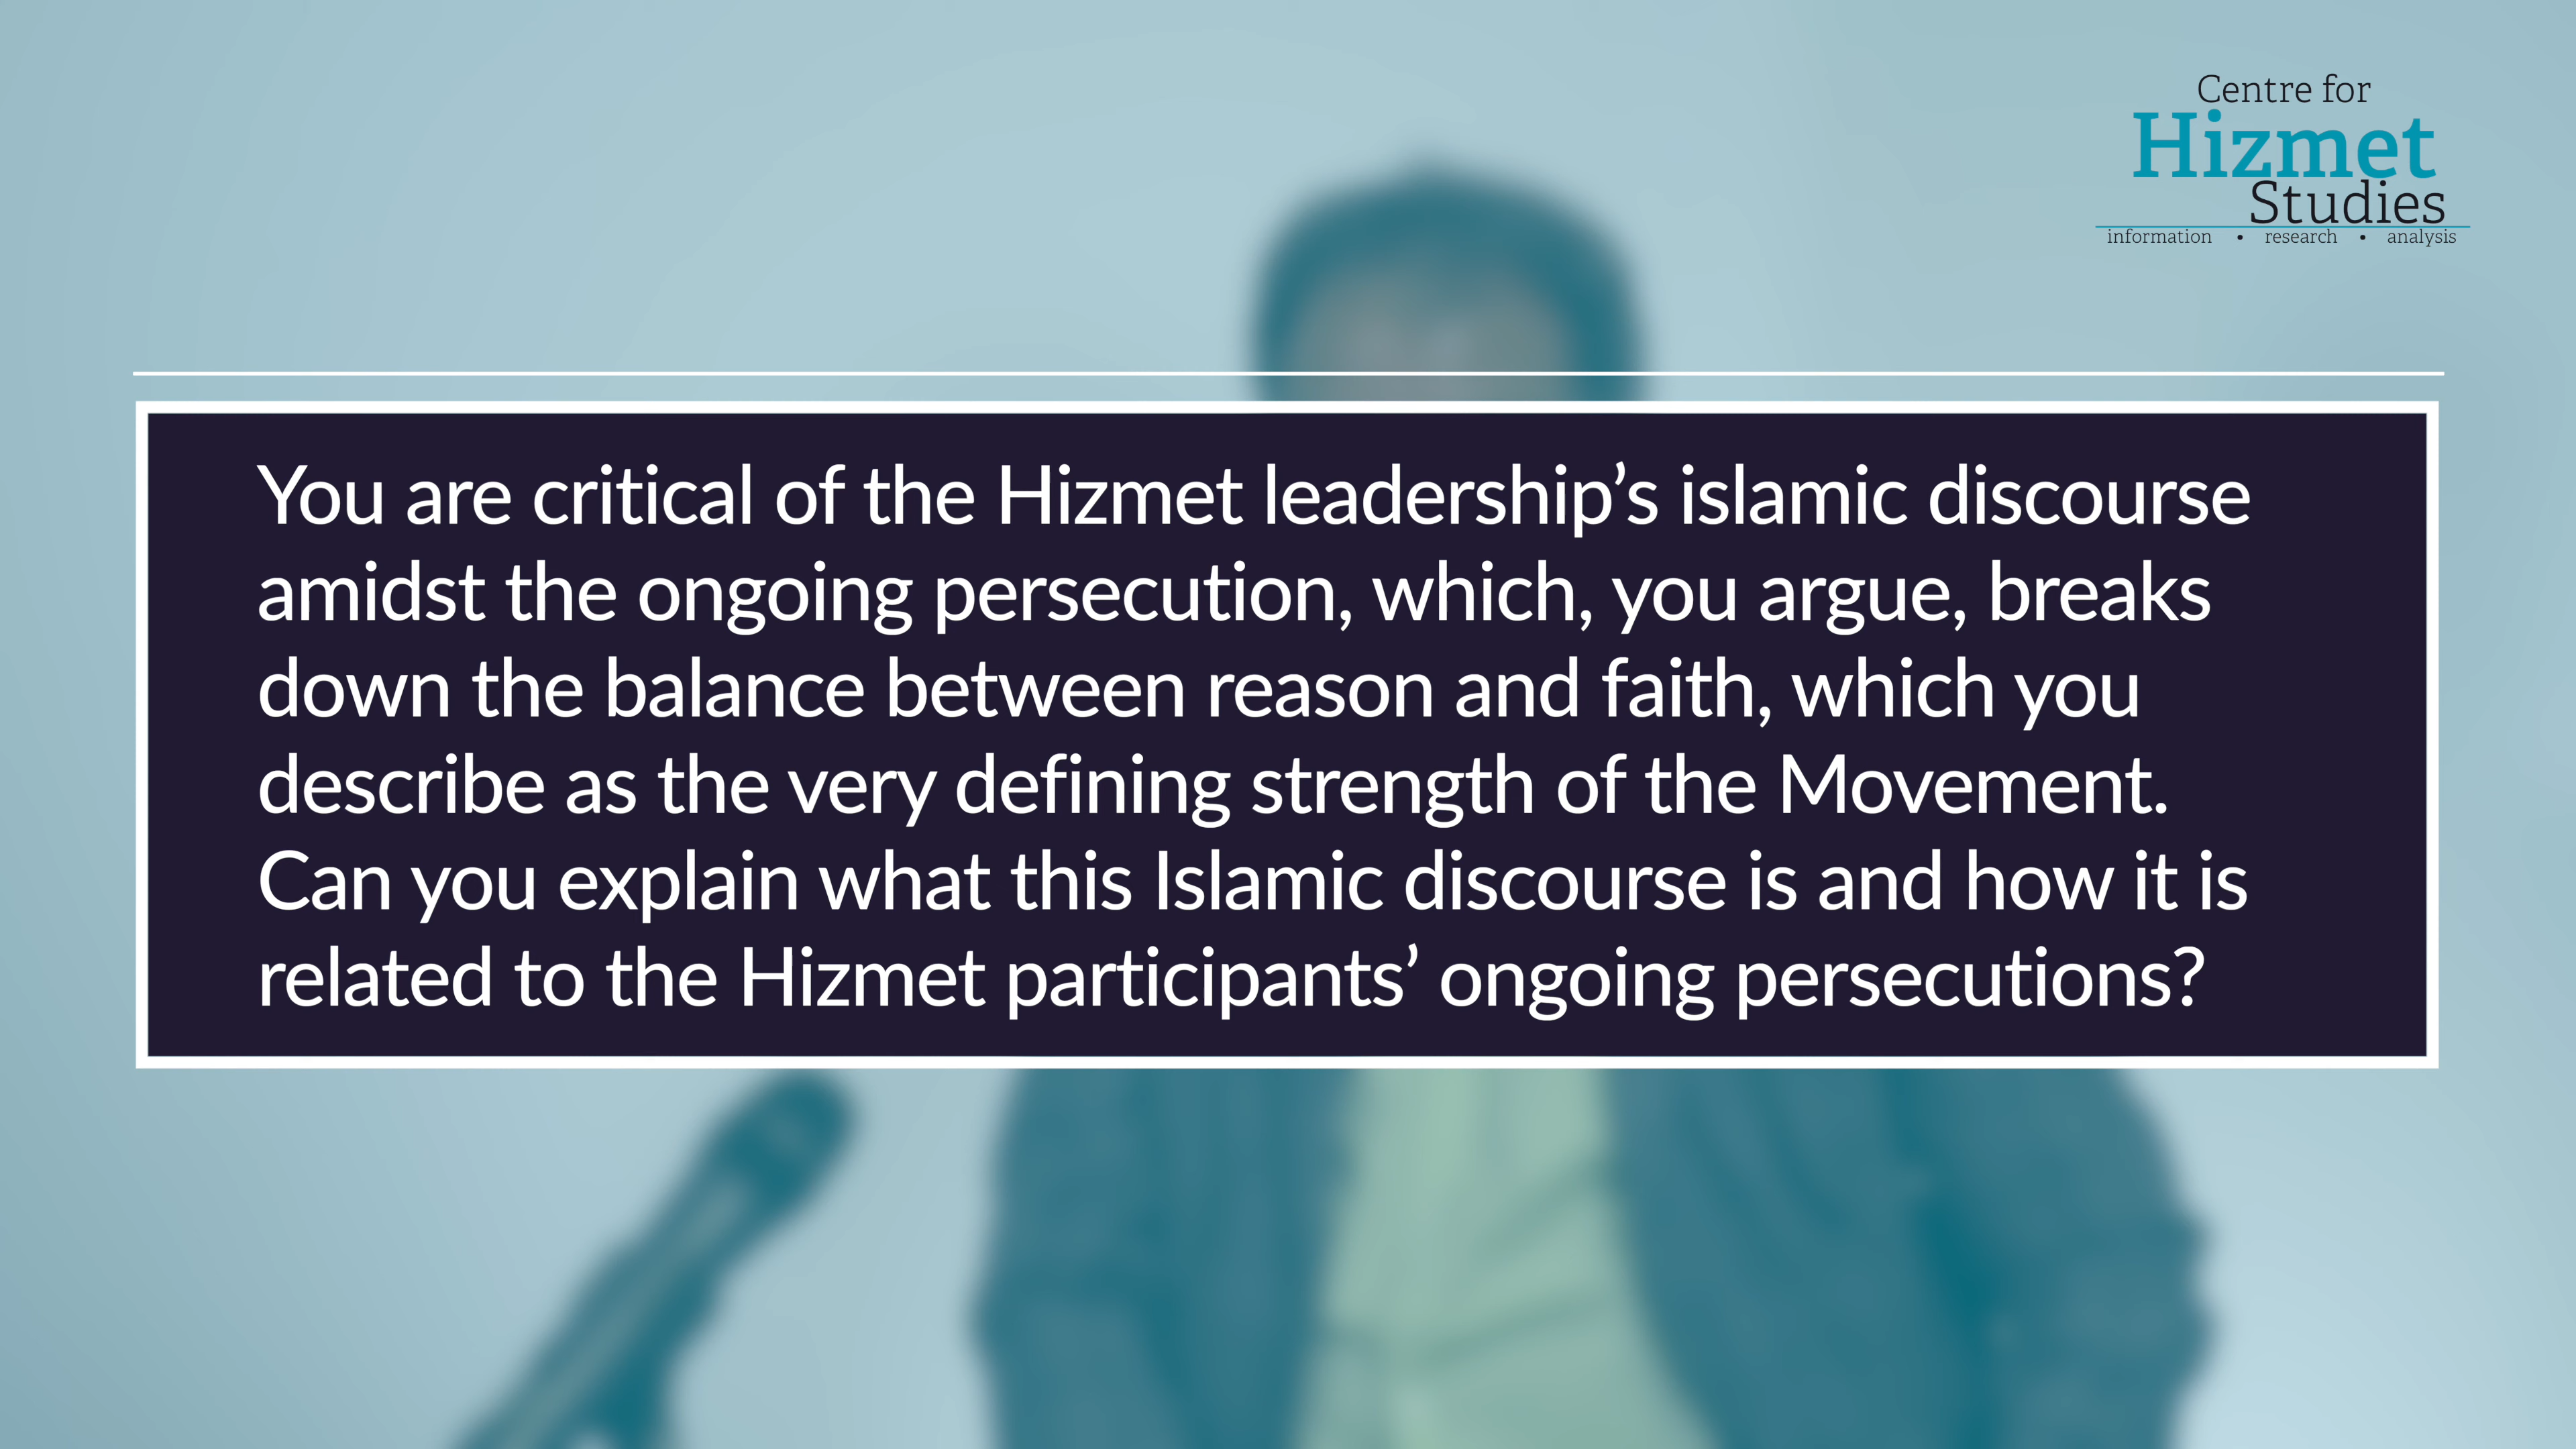 Centre for
Hizmet
Studies
information • research • analysis
You are critical of the Hizmet leadership’s islamic discourse
amidst the ongoing persecution, which, you argue, breaks
down the balance between reason and faith, which you
describe as the very defining strength of the Movement.
Can you explain what this Islamic discourse is and how it is
related to the Hizmet participants’ ongoing persecutions?